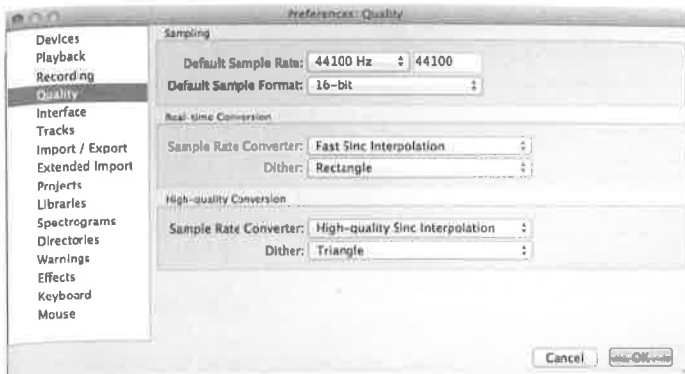 Preferences: Quality
Devices
Playback
Recording
Quality
Interface
Tracks
Import / Export
Extended Import
Projects
Libraries
Spectrograms
Directories
Warnings
Effects
Keyboard
Mouse
Sampling
Default Sample Rate: 44100 Hz 44100
Default Sample Format: 16-bit
Real-time Conversion
Sample Rate Converter: Fast Sinc Interpolation
Dither: Rectangle
High-quality Conversion
Sample Rate Converter: High-quality Sinc Interpolation
Dither: Triangle
Cancel OK